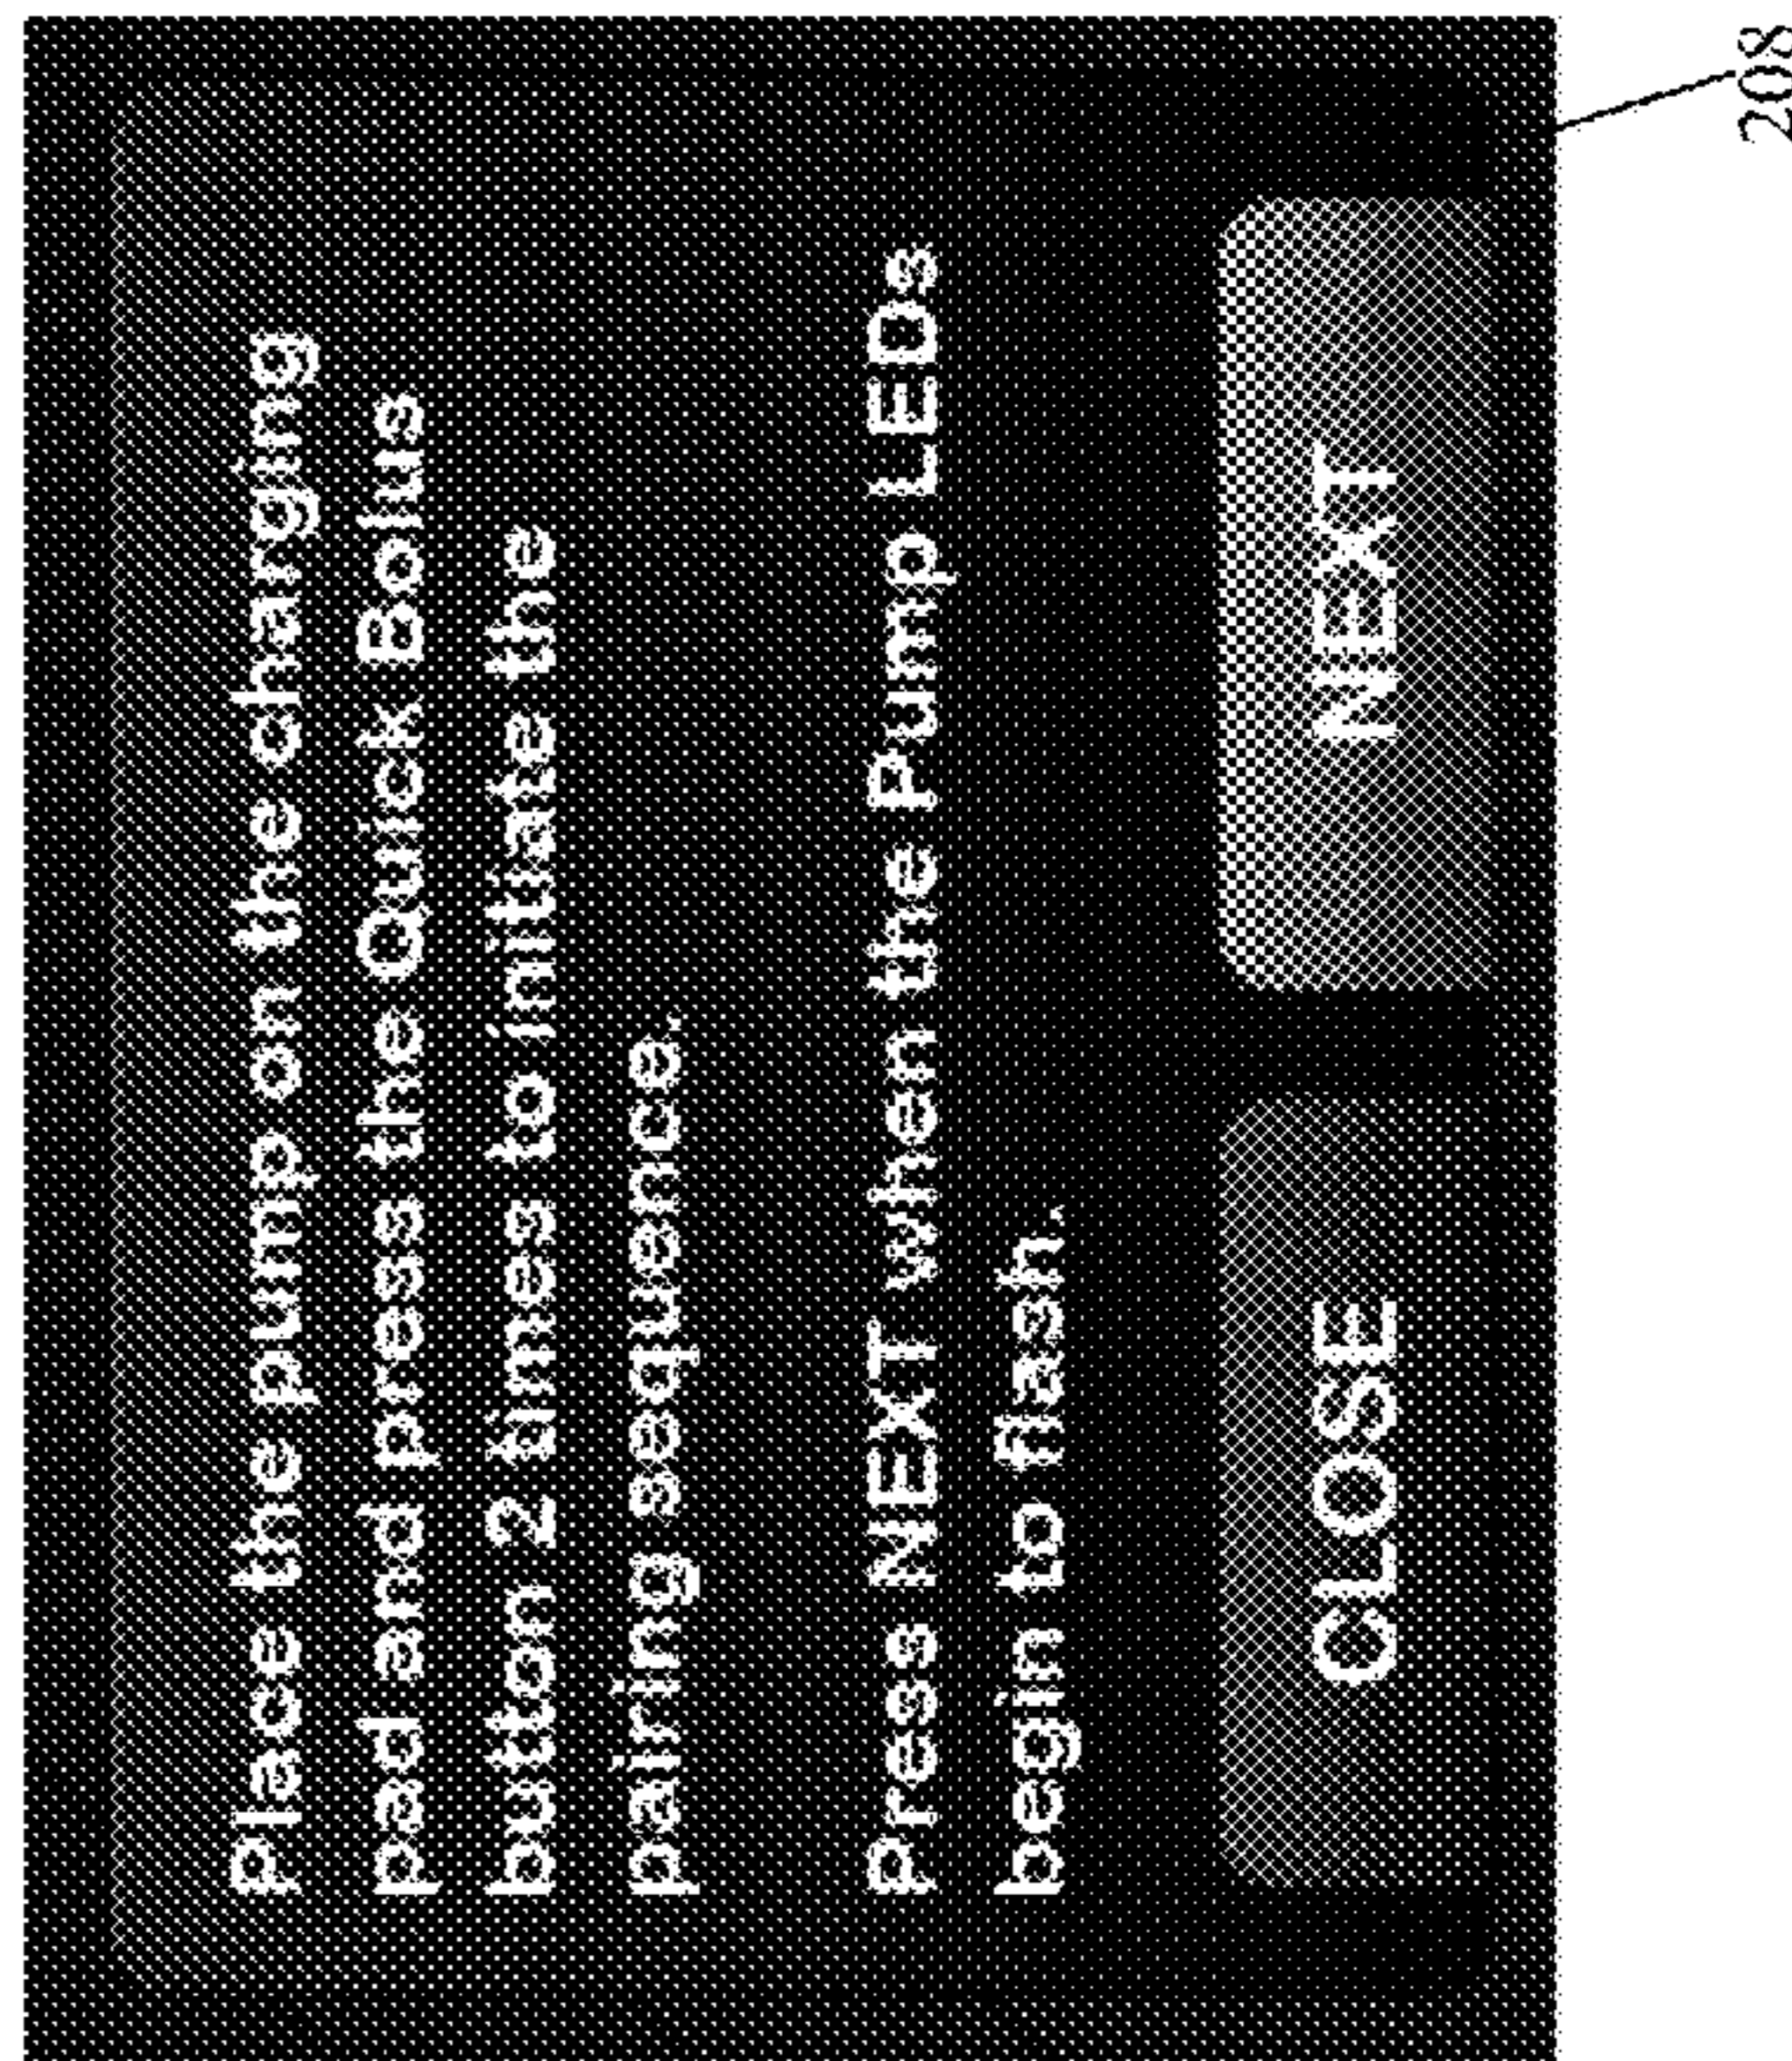 Place the pump on the charging
pad and press the Quick Bolus
button 2 times to initiate the
pairing sequence.
Press NEXT when the Pump LEDs
begin to flash.
CLOSE NEXT
208